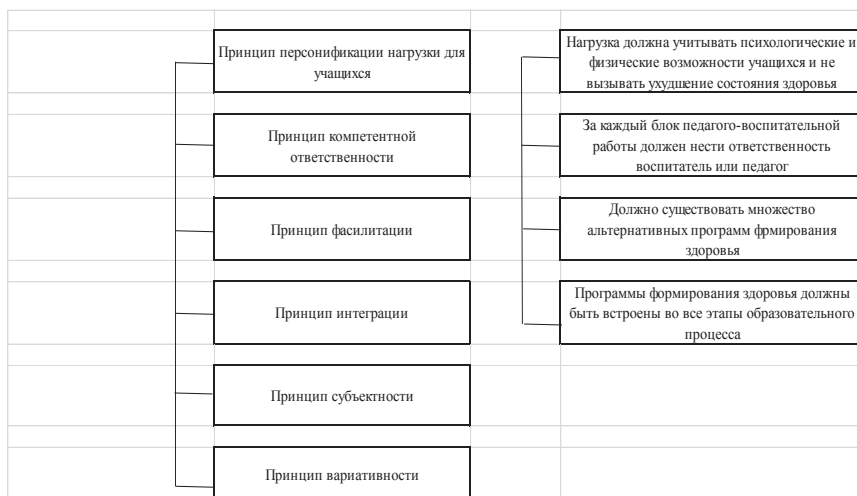 Принцип персонификации нагрузки для
учащихся
Принцип компетентной
ответственности
Принцип фасилитации
Принцип интеграции
Принцип субъектности
Принцип вариативности
Нагрузка должна учитывать психологические и
физические возможности учащихся и не
вызывать ухудшение состояния здоровья
За каждый блок педагого-воспитательной
работы должен нести ответственность
воспитатель или педагог
Должно существовать множество
альтернативных программ фрмирования
здоровья
Программы формирования здоровья должны
быть встроены во все этапы образовательного
процесса